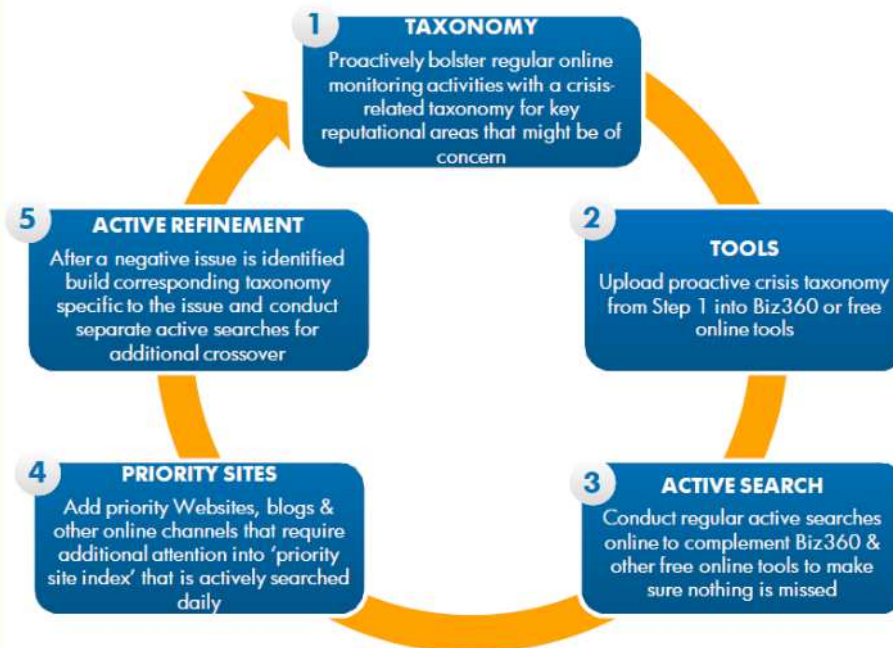 1
TAXONOMY
Proactively bolster regular online
monitoring activities with a crisis-
related taxonomy for key
reputational areas that might be of
concern
2
TOOLS
Upload proactive crisis taxonomy
from Step 1 into Biz360 or free
online tools
3
ACTIVE SEARCH
Conduct regular active searches
online to complement Biz360 &
other free online tools to make
sure nothing is missed
4
PRIORITY SITES
Add priority Websites, blogs &
other online channels that require
additional attention into ‘priority
site index’ that is actively searched
daily
5
ACTIVE REFINEMENT
After a negative issue is identified
build corresponding taxonomy
specific to the issue and conduct
separate active searches for
additional crossover